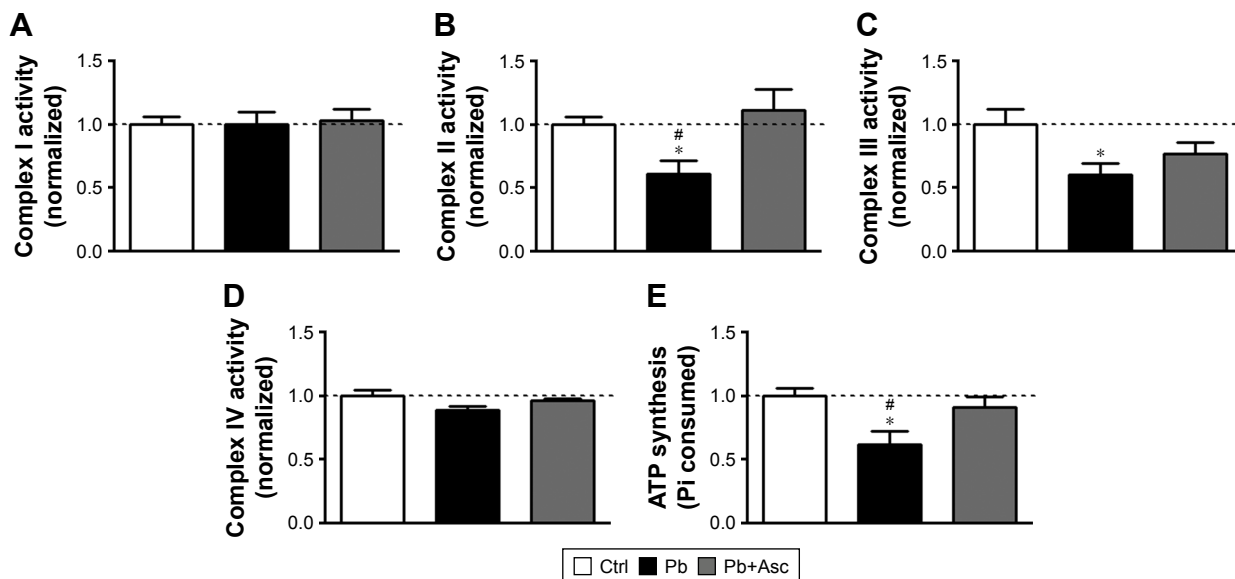 A
Complex I activity
(normalized)
1.5
1.0
0.5
0.0
B
Complex II activity
(normalized)
1.5
1.0
0.5
0.0
#
*
C
Complex III activity
(normalized)
1.5
1.0
0.5
0.0
*
D
Complex IV activity
(normalized)
1.5
1.0
0.5
0.0
E
ATP synthesis
(Pi consumed)
1.5
1.0
0.5
0.0
#
*
Ctrl Pb Pb+Asc